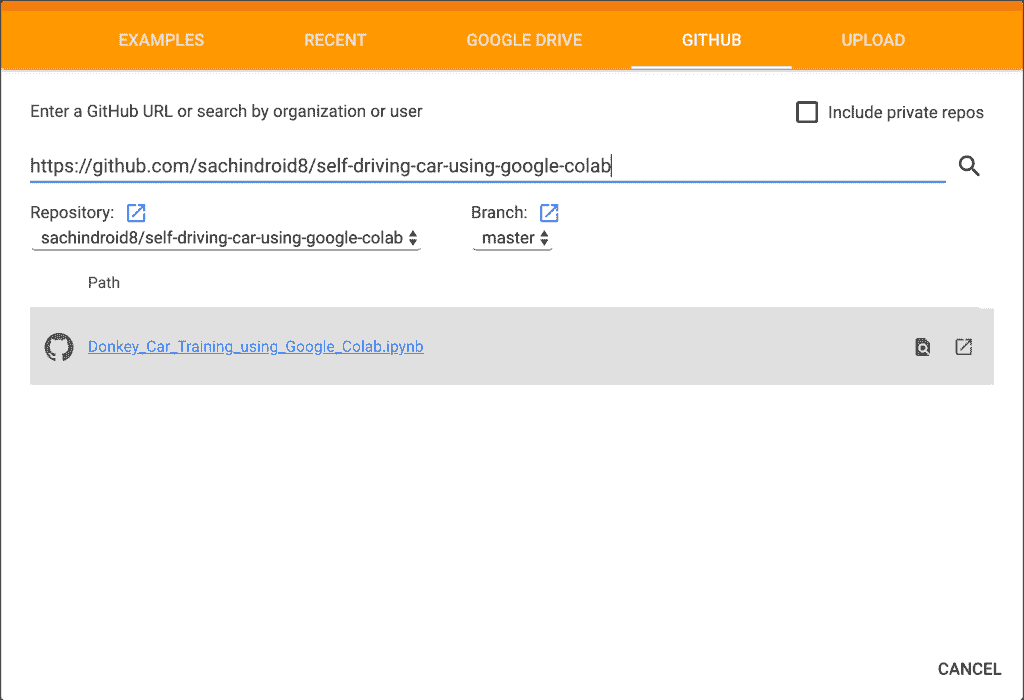 EXAMPLES RECENT GOOGLE DRIVE GITHUB UPLOAD
Enter a GitHub URL or search by organization or user Include private repos
https://github.com/sachindroid8/self-driving-car-using-google-colab
Repository: Branch:
sachindroid8/self-driving-car-using-google-colab master
Path
Donkey_Car_Training_using_Google_Colab.ipynb
CANCEL